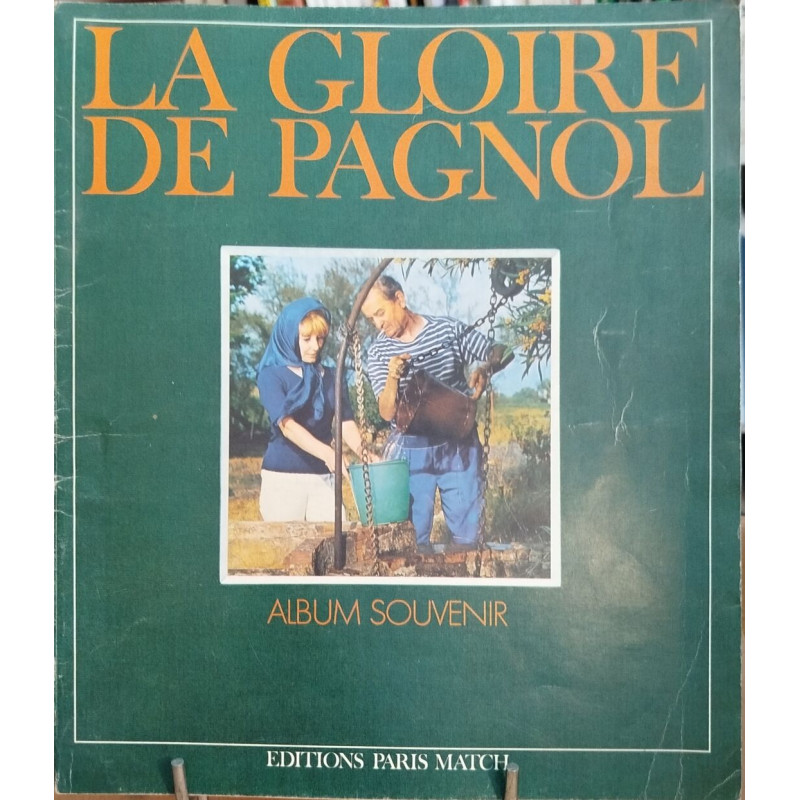 LA GLOIRE
DE PAGNOL
ALBUM SOUVENIR
EDITIONS PARIS MATCH